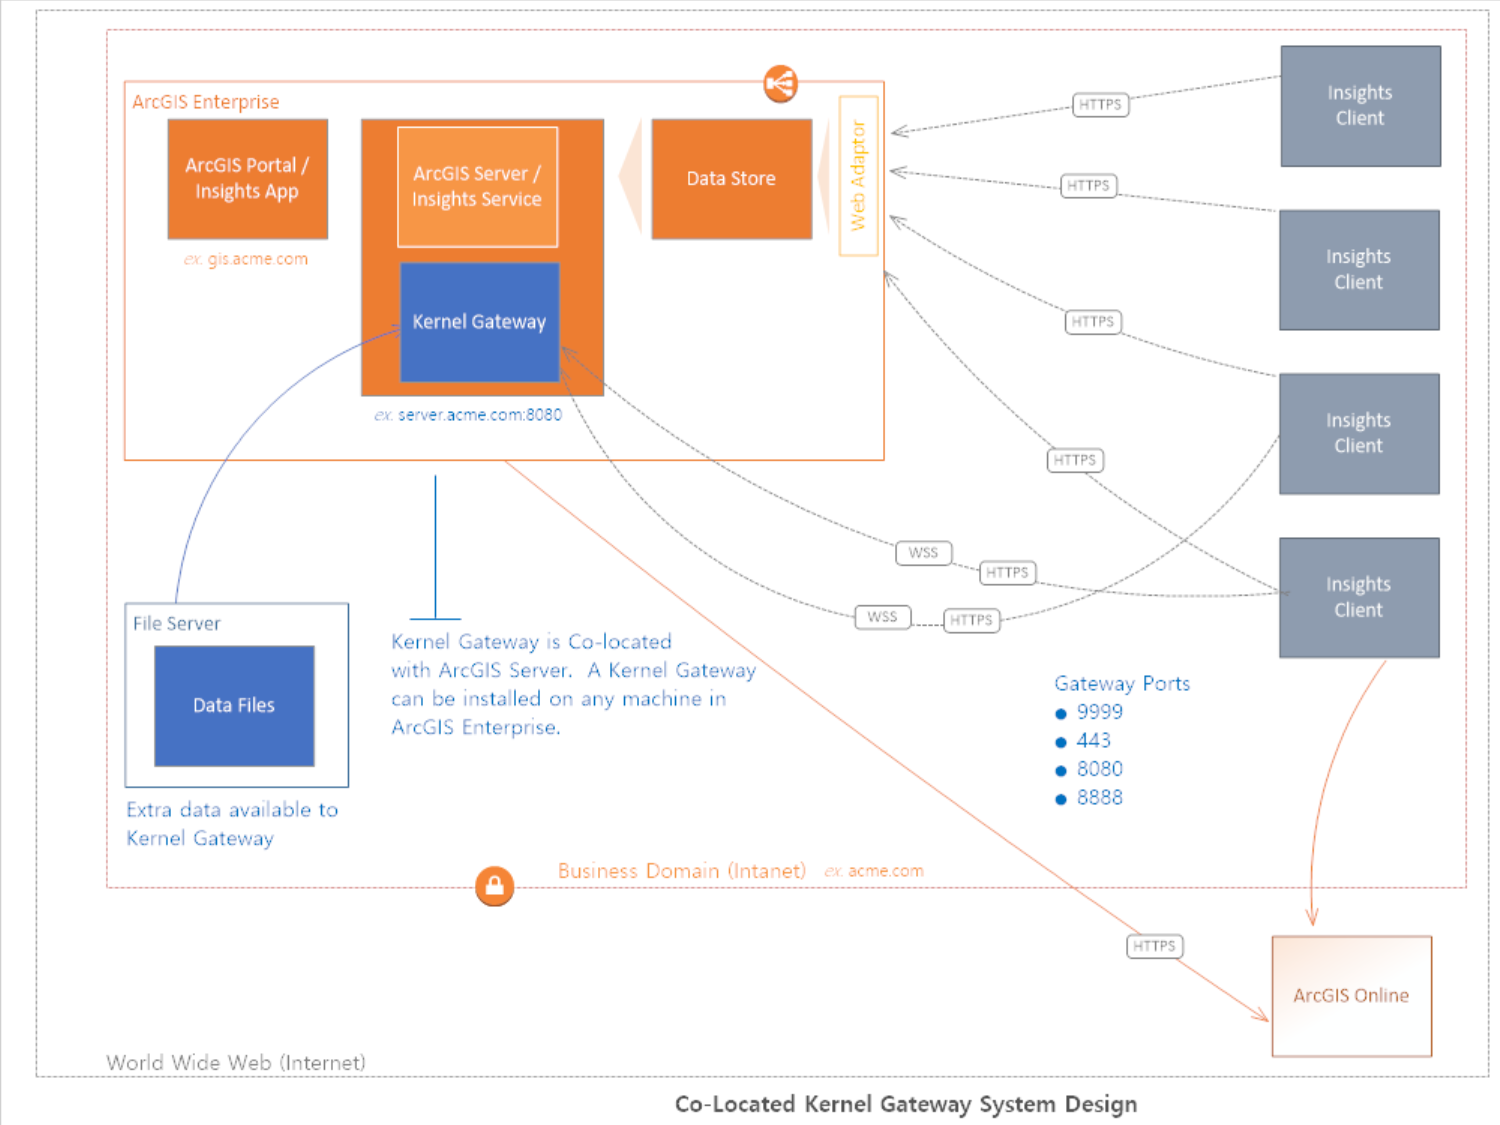 ArcGIS Enterprise
ArcGIS Portal /
Insights App
ex. gis.acme.com
ArcGIS Server /
Insights Service
Kernel Gateway
ex. server.acme.com:8080
Data Store
Web Adaptor
HTTPS
HTTPS
HTTPS
HTTPS
WSS
HTTPS
WSS
HTTPS
Insights
Client
Insights
Client
Insights
Client
Insights
Client
File Server
Data Files
Extra data available to
Kernel Gateway
Kernel Gateway is Co-located
with ArcGIS Server.  A Kernel Gateway
can be installed on any machine in
ArcGIS Enterprise.
Gateway Ports
● 9999
● 443
● 8080
● 8888
Business Domain (Intanet) ex. acme.com
HTTPS
ArcGIS Online
World Wide Web (Internet)
Co-Located Kernel Gateway System Design